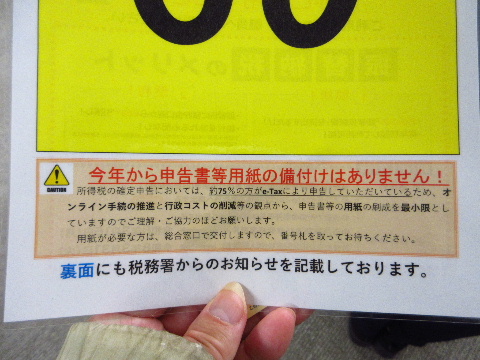 今年から申告書等用紙の備付けはありません！
CAUTION
所得税の確定申告においては、約75％の方がe-Taxにより申告していただいているため、オ
ンライン手続の推進と行政コストの削減等の観点から、申告書等の用紙の刷成を最小限とし
ていますのでご理解・ご協力のほどお願いします。
用紙が必要な方は、総合窓口で交付しますので、番号札を取ってお待ちください。
裏面にも税務署からのお知らせを記載しております。